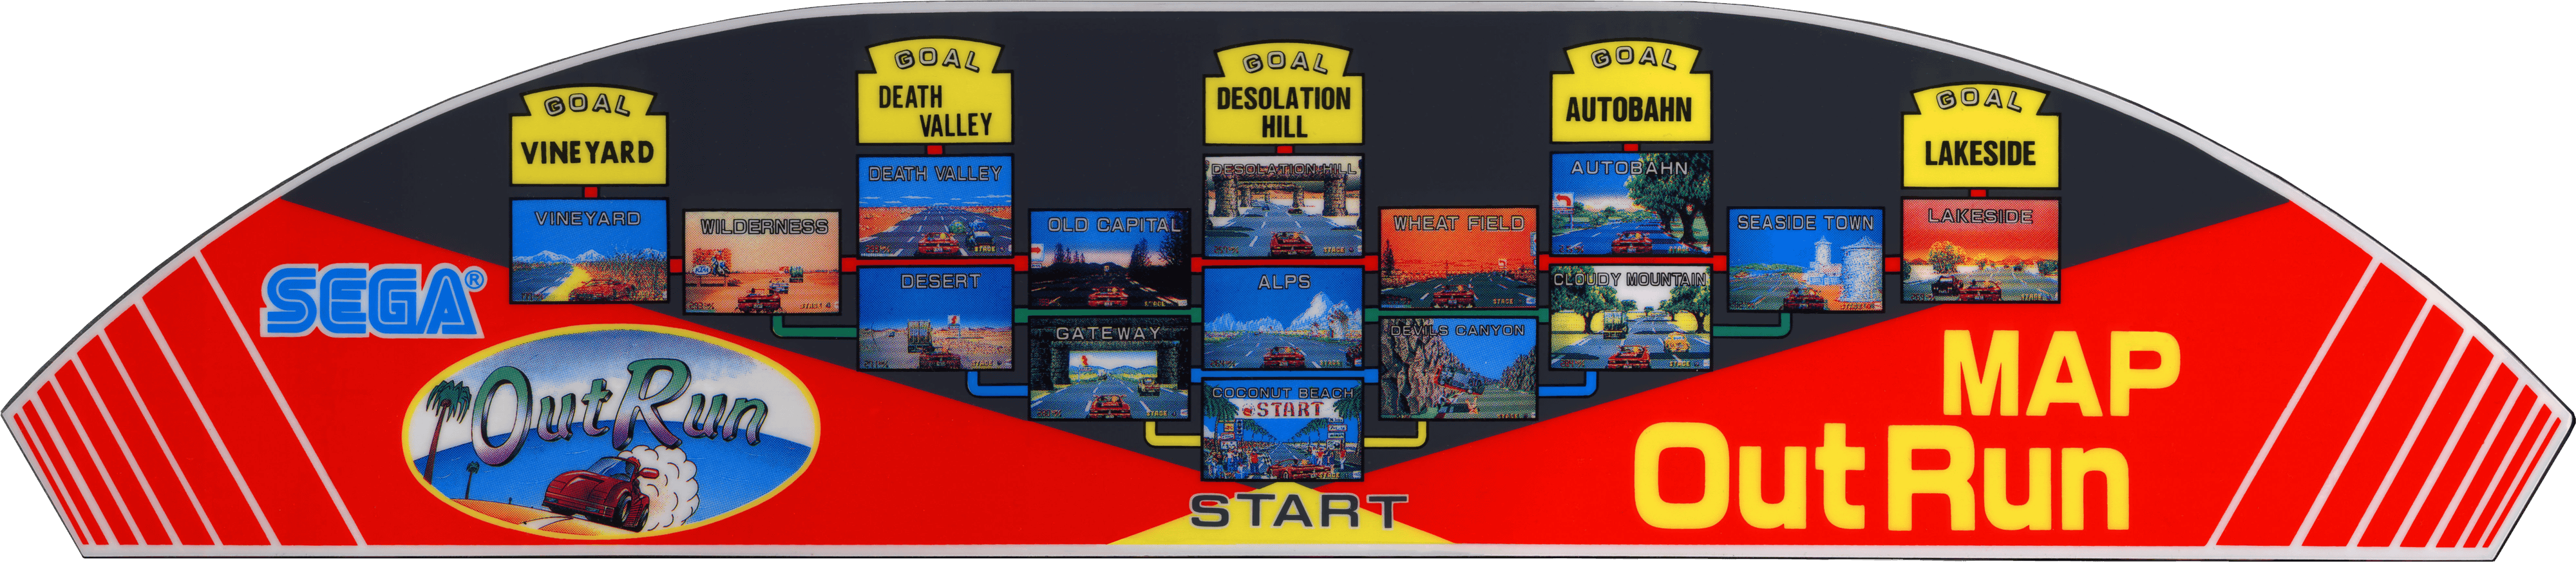 GOAL
VINEYARD
GOAL
DEATH
VALLEY
GOAL
DESOLATION
HILL
GOAL
AUTOBAHN
GOAL
LAKESIDE
VINEYARD
WILDERNESS
DEATH VALLEY
OLD CAPITAL
DESOLATION HILL
WHEAT FIELD
AUTOBAHN
SEASIDE TOWN
LAKESIDE
DESERT
ALPS
CLOUDY MOUNTAIN
GATEWAY
DEVILS CANYON
COCONUT BEACH
START
SEGA®
OutRun
START
MAP
OutRun